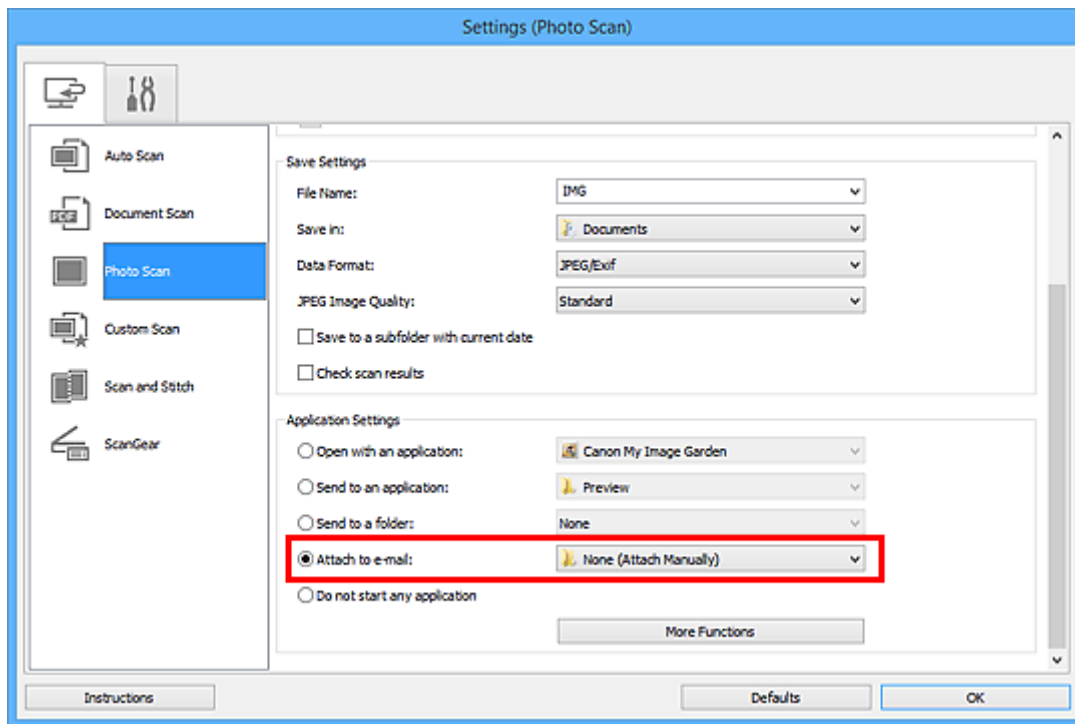 Settings (Photo Scan)
Auto Scan
Document Scan
PDF
Photo Scan
Custom Scan
Scan and Stitch
ScanGear
Save Settings
File Name: IMG
Save in: Documents
Data Format: JPEG/Exif
JPEG Image Quality: Standard
Save to a subfolder with current date
Check scan results
Application Settings
Open with an application: Canon My Image Garden
Send to an application: Preview
Send to a folder: None
Attach to e-mail: None (Attach Manually)
Do not start any application
More Functions
Instructions Defaults OK